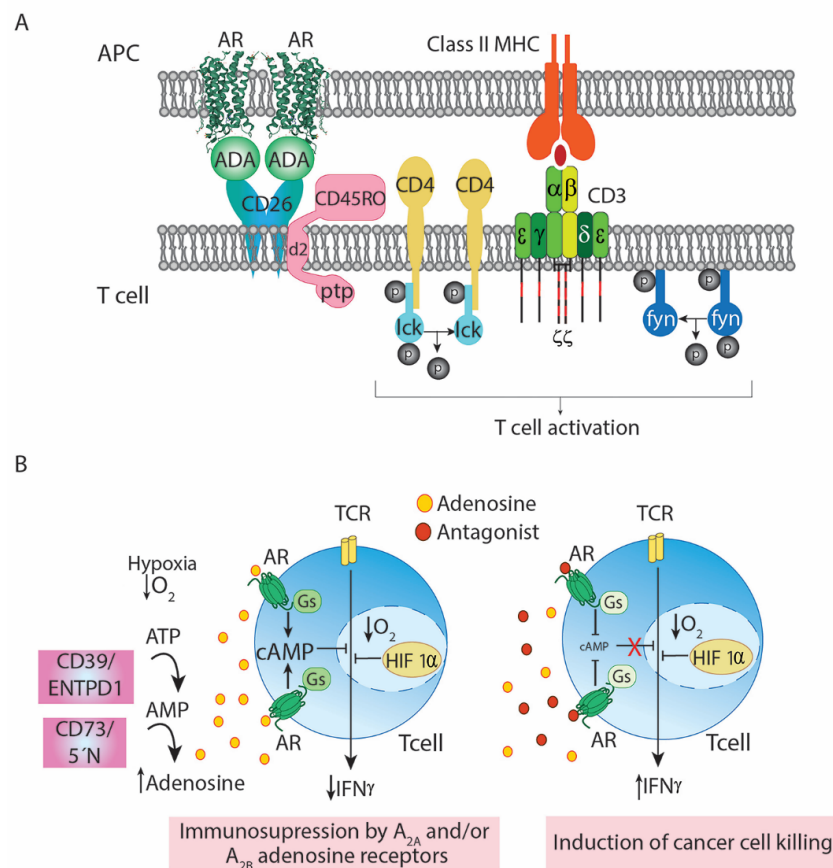 A
APC
AR
AR
Class II MHC
ADA
ADA
CD26
CD45RO
d2
ptp
T cell
CD4
CD4
p
p
lck
lck
p
p
α
β
CD3
ε
γ
δ
ε
ζζ
p
p
fyn
fyn
p
p
T cell activation
B
Adenosine
Antagonist
Hypoxia
↓O2
ATP
CD39/
ENTPD1
AMP
CD73/
5´N
↑Adenosine
TCR
AR
Gs
cAMP
↓O2
HIF 1α
Gs
AR
Tcell
↓IFNγ
Immunosupression by A2A and/or
A2B adenosine receptors
TCR
AR
Gs
cAMP
X
↓O2
HIF 1α
Gs
AR
Tcell
↑IFNγ
Induction of cancer cell killing